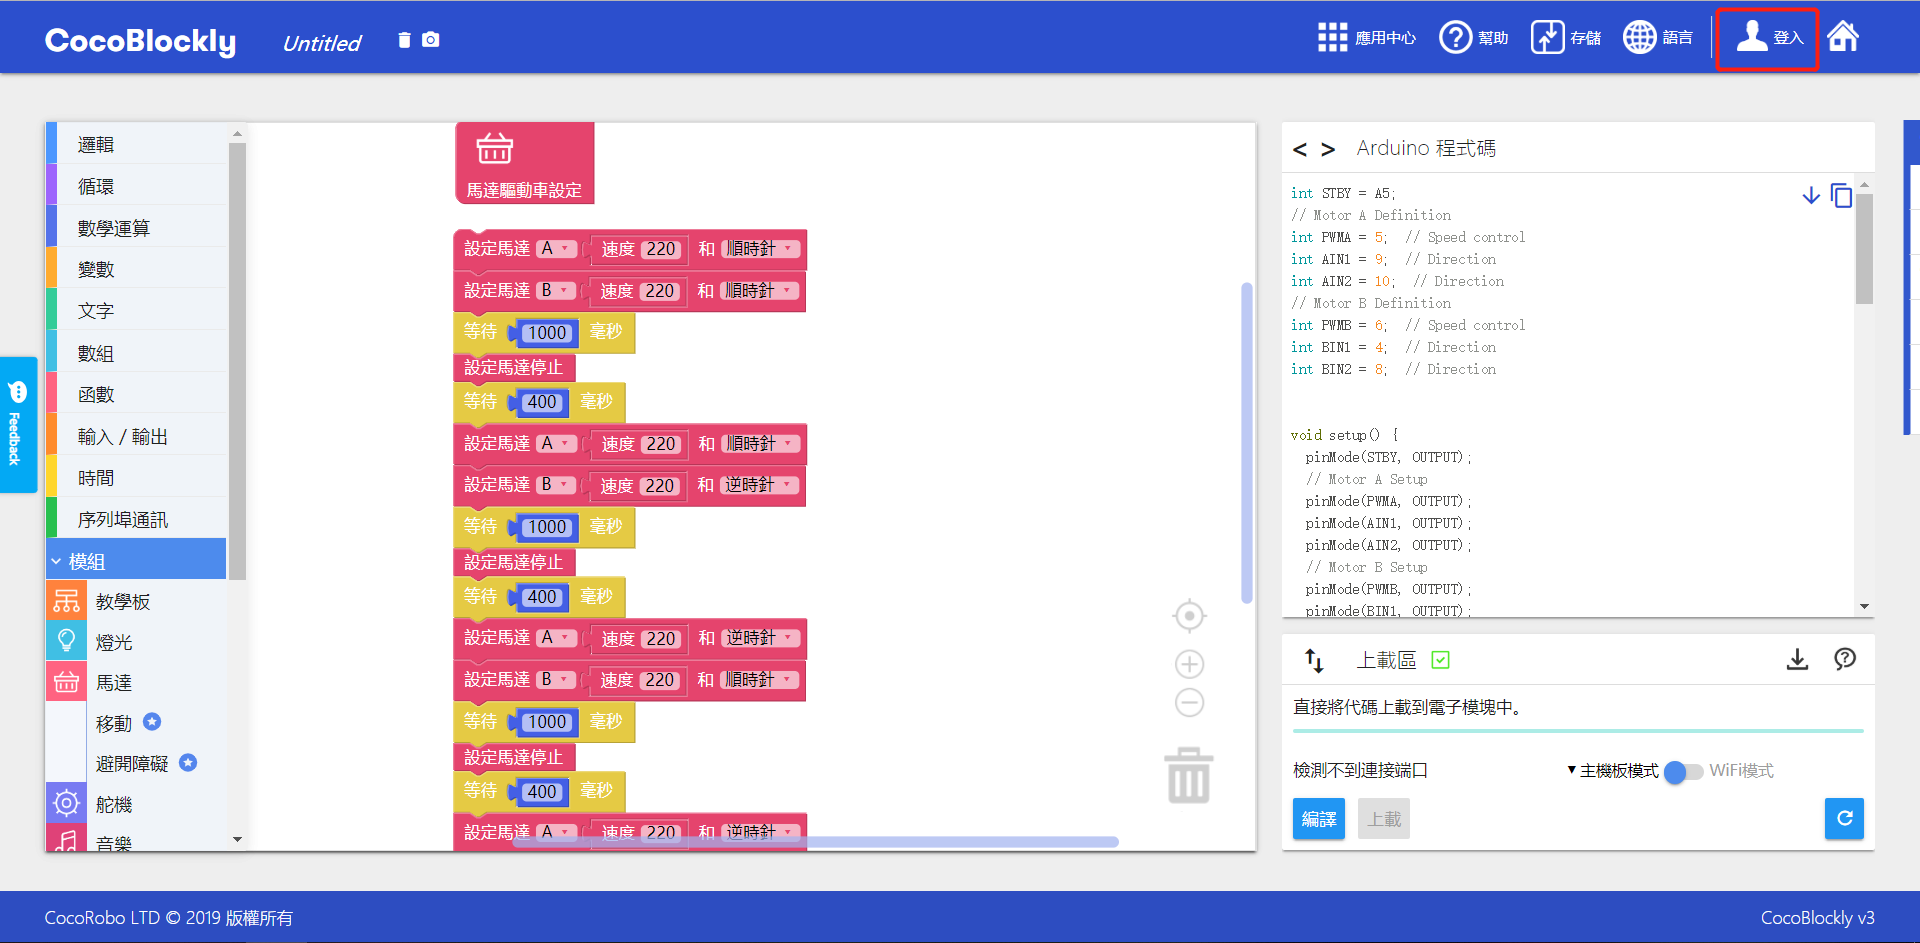 CocoBlockly
Untitled
應用中心
幫助
存儲
語言
登入
邏輯
循環
數學運算
變數
文字
數組
函數
輸入 / 輸出
時間
序列埠通訊
模組
教學板
燈光
馬達
移動
避開障礙
舵機
音樂
Feedback
馬達驅動車設定
設定馬達 A 速度 220 和 順時針
設定馬達 B 速度 220 和 順時針
等待 1000 毫秒
設定馬達停止
等待 400 毫秒
設定馬達 A 速度 220 和 順時針
設定馬達 B 速度 220 和 逆時針
等待 1000 毫秒
設定馬達停止
等待 400 毫秒
設定馬達 A 速度 220 和 逆時針
設定馬達 B 速度 220 和 順時針
等待 1000 毫秒
設定馬達停止
等待 400 毫秒
設定馬達 A 速度 220 和 逆時針
< > Arduino 程式碼
int STBY = A5;
// Motor A Definition
int PWMA = 5;  // Speed control
int AIN1 = 9;  // Direction
int AIN2 = 10;  // Direction
// Motor B Definition
int PWMB = 6;  // Speed control
int BIN1 = 4;  // Direction
int BIN2 = 8;  // Direction
void setup() {
pinMode(STBY, OUTPUT);
// Motor A Setup
pinMode(PWMA, OUTPUT);
pinMode(AIN1, OUTPUT);
pinMode(AIN2, OUTPUT);
// Motor B Setup
pinMode(PWMB, OUTPUT);
pinMode(BIN1, OUTPUT);
上載區
直接將代碼上載到電子模塊中。
檢測不到連接端口
主機板模式
WiFi模式
編譯
上載
CocoRobo LTD © 2019 版權所有
CocoBlockly v3